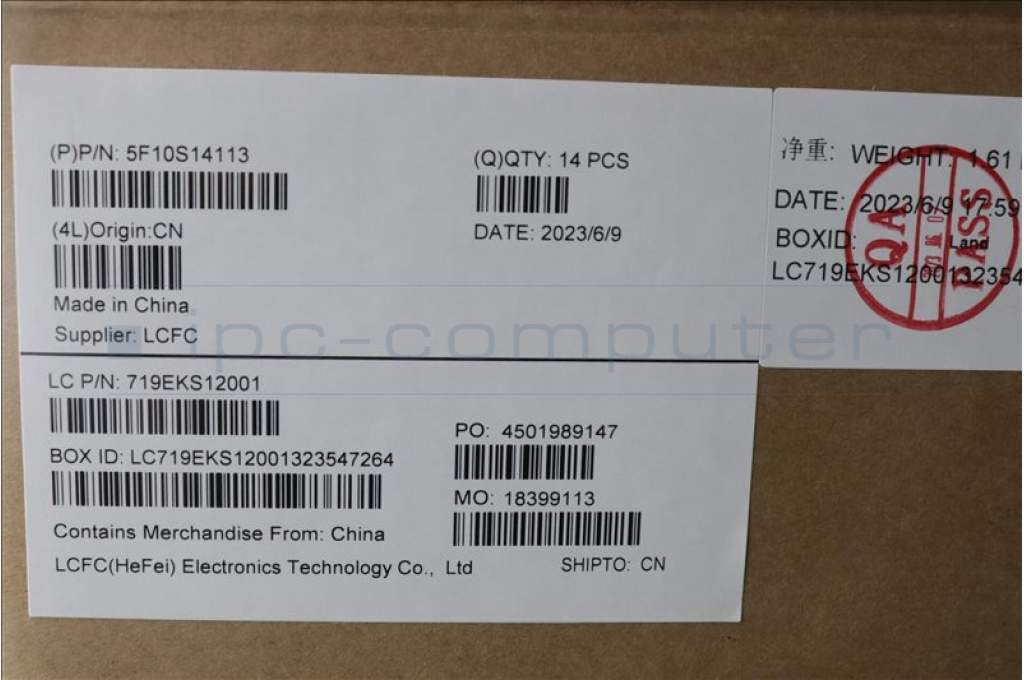 (P)P/N: 5F10S14113
(Q)QTY: 14 PCS
(4L)Origin:CN
DATE: 2023/6/9
Made in China
Supplier: LCFC
LC P/N: 719EKS12001
PO: 4501989147
BOX ID: LC719EKS12001323547264
MO: 18399113
Contains Merchandise From: China
LCFC(HeFei) Electronics Technology Co., Ltd
SHIPTO: CN
净重: WEIGHT: 1.61
DATE: 2023/6/9 17:59
BOXID: Land
LC719EKS1200132354
QA
PASS
ipc-computer